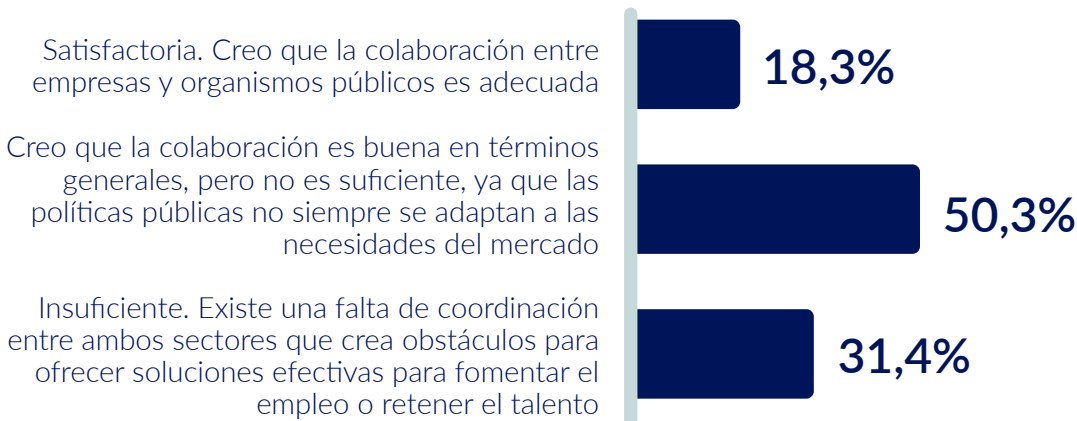 Satisfactoria. Creo que la colaboración entre
empresas y organismos públicos es adecuada
18,3%
Creo que la colaboración es buena en términos
generales, pero no es suficiente, ya que las
políticas públicas no siempre se adaptan a las
necesidades del mercado
50,3%
Insuficiente. Existe una falta de coordinación
entre ambos sectores que crea obstáculos para
ofrecer soluciones efectivas para fomentar el
empleo o retener el talento
31,4%